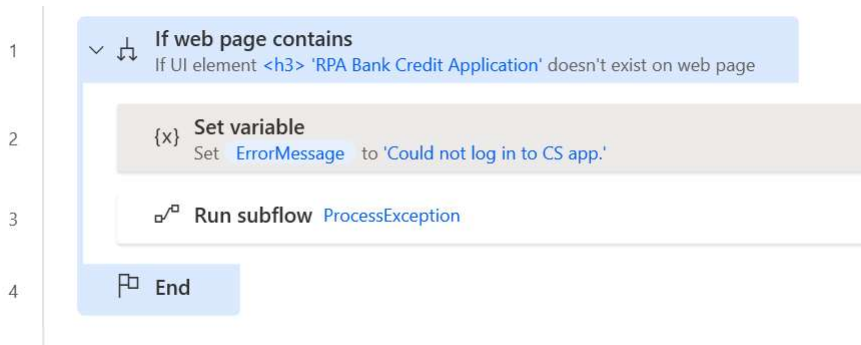 1
If web page contains
If UI element <h3> 'RPA Bank Credit Application' doesn't exist on web page
2
{x} Set variable
Set ErrorMessage to 'Could not log in to CS app.'
3
Run subflow ProcessException
4
End